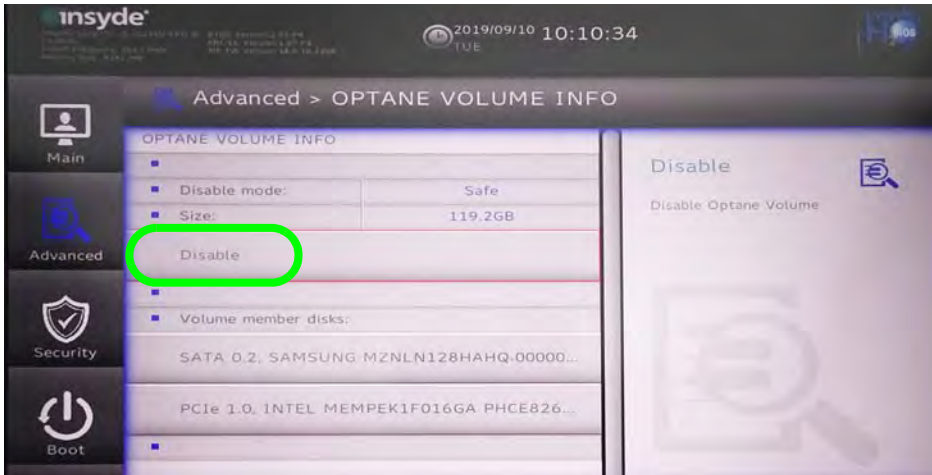 insyde®
2019/09/10 10:10:34
TUE
Advanced > OPTANE VOLUME INFO
Main
Advanced
Security
Boot
OPTANE VOLUME INFO
Disable mode: Safe
Size: 119.2GB
Disable
Volume member disks:
SATA 0.2, SAMSUNG MZNLN128HAHQ-00000...
PCIe 1.0, INTEL MEMPEK1F016GA PHCE826...
Disable
Disable Optane Volume